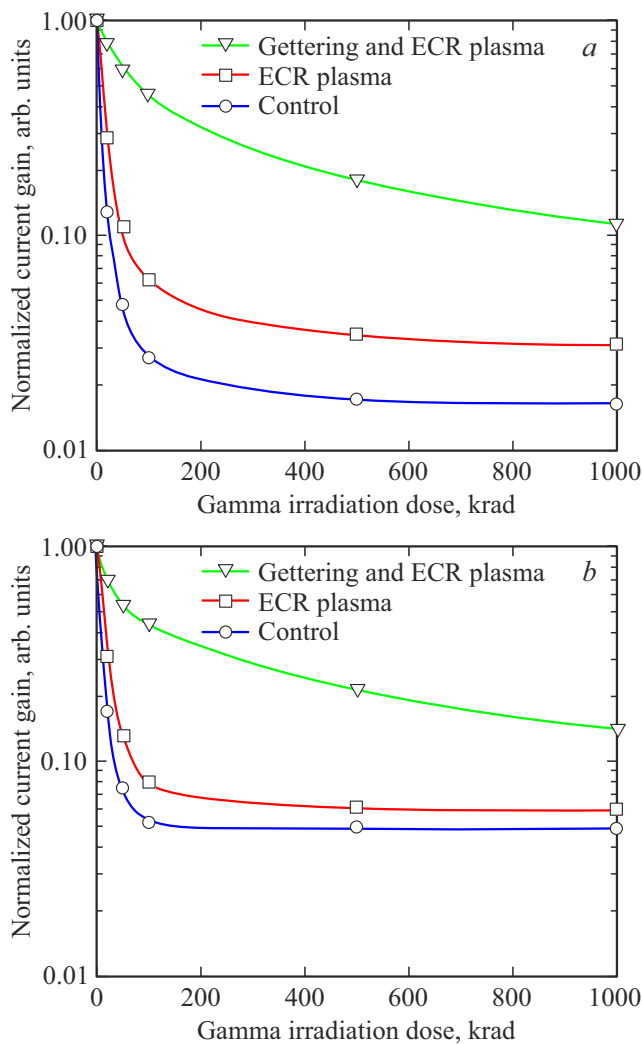 1.00
a
Gettering and ECR plasma
ECR plasma
Control
Normalized current gain, arb. units
0.10
0.01
0 200 400 600 800 1000
Gamma irradiation dose, krad
1.00
b
Gettering and ECR plasma
ECR plasma
Control
Normalized current gain, arb. units
0.10
0.01
0 200 400 600 800 1000
Gamma irradiation dose, krad